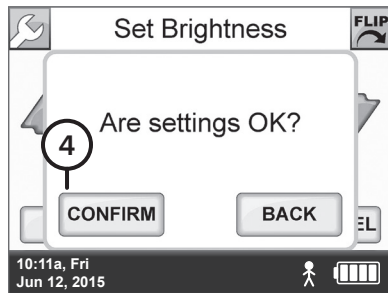 Set Brightness
FLIP
Are settings OK?
4
CONFIRM
BACK
EL
10:11a, Fri
Jun 12, 2015